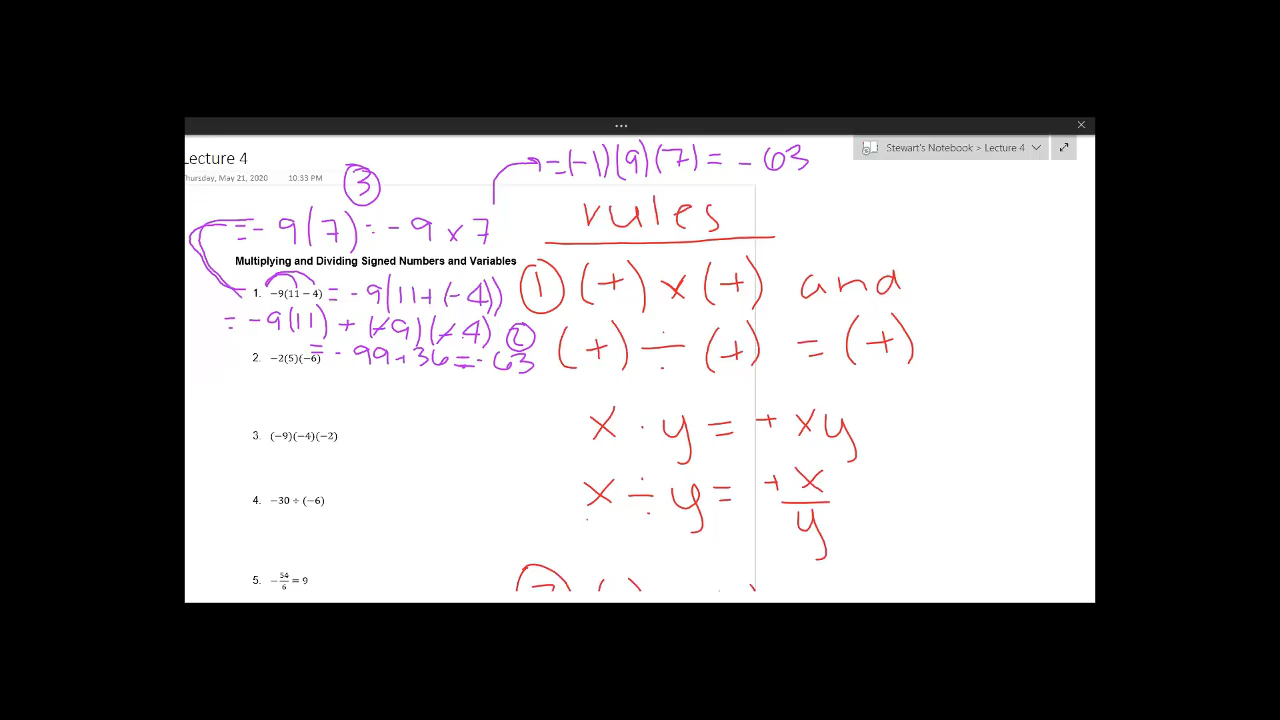 Stewart's Notebook > Lecture 4
Lecture 4
Thursday, May 21, 2020 10:33 PM
③
= (-1)(9)(7) = - 63
= - 9(7) = - 9 x 7
rules
Multiplying and Dividing Signed Numbers and Variables
1. −9(11 − 4) = - 9(11 + (-4))
= - 9(11) + (-9)(-4) ②
= - 99 + 36 = - 63
2. −2(5)(−6)
3. (−9)(−4)(−2)
4. −30 ÷ (−6)
5. −54/6 = 9
① (+) x (+) and
(+) ÷ (+) = (+)
x · y = + xy
x ÷ y = + x/y